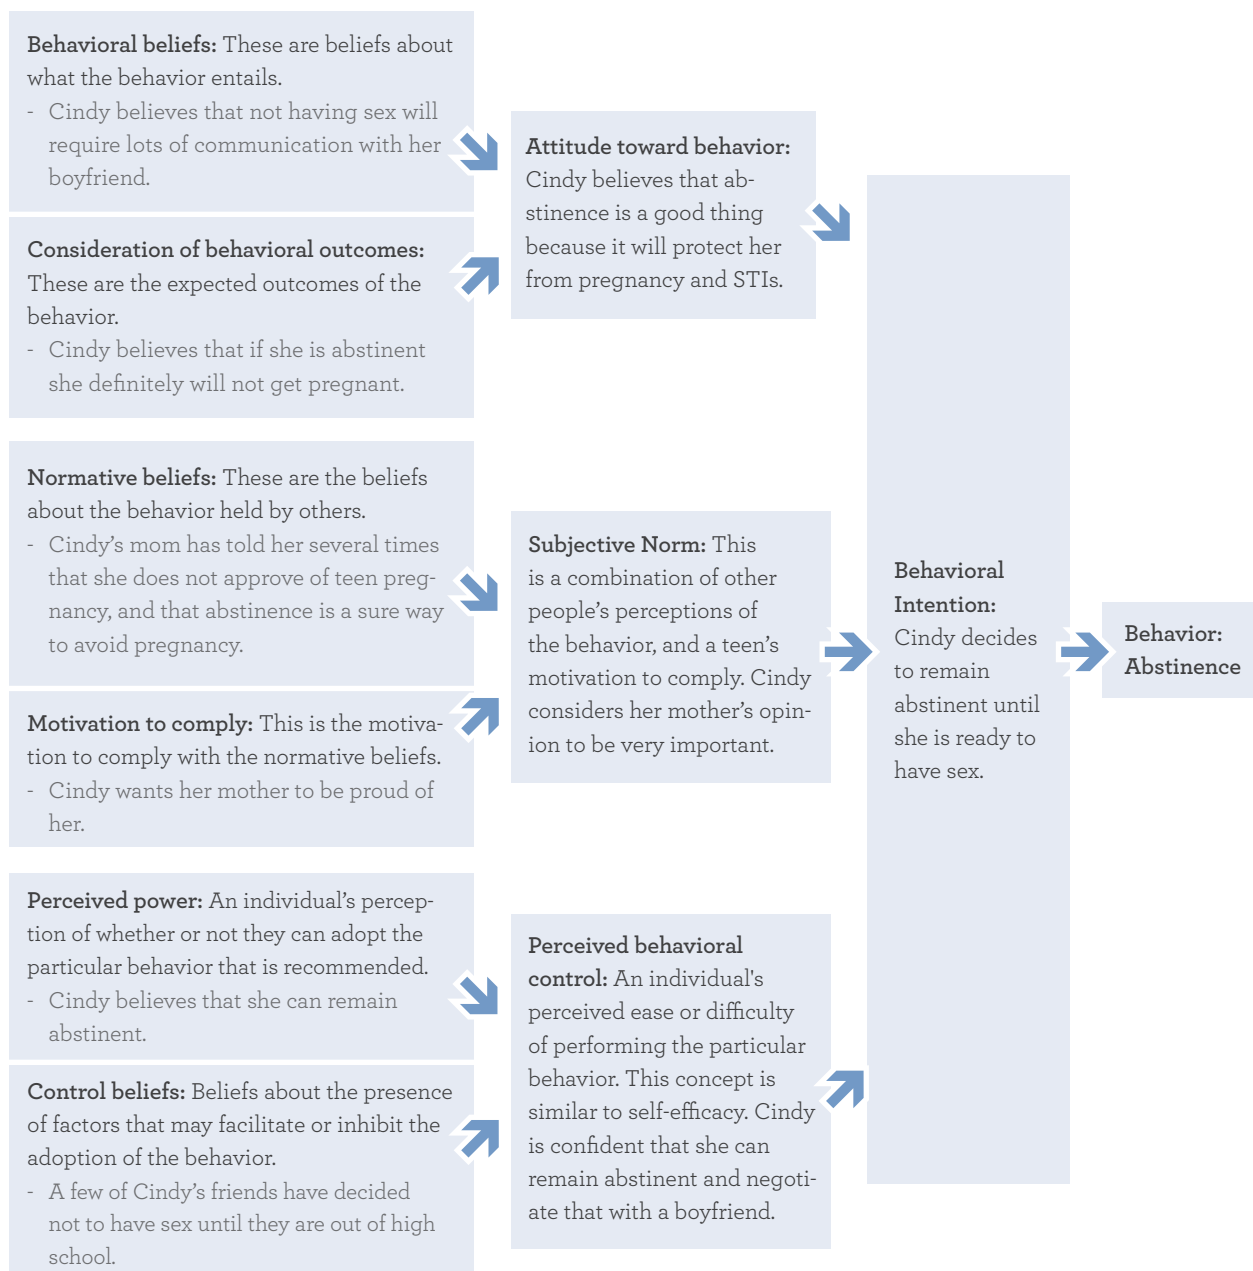 Behavioral beliefs: These are beliefs about
what the behavior entails.
- Cindy believes that not having sex will
require lots of communication with her
boyfriend.
Consideration of behavioral outcomes:
These are the expected outcomes of the
behavior.
- Cindy believes that if she is abstinent
she definitely will not get pregnant.
Attitude toward behavior:
Cindy believes that ab-
stinence is a good thing
because it will protect her
from pregnancy and STIs.
Normative beliefs: These are the beliefs
about the behavior held by others.
- Cindy’s mom has told her several times
that she does not approve of teen preg-
nancy, and that abstinence is a sure way
to avoid pregnancy.
Motivation to comply: This is the motiva-
tion to comply with the normative beliefs.
- Cindy wants her mother to be proud of
her.
Subjective Norm: This
is a combination of other
people’s perceptions of
the behavior, and a teen’s
motivation to comply. Cindy
considers her mother’s opin-
ion to be very important.
Perceived power: An individual’s percep-
tion of whether or not they can adopt the
particular behavior that is recommended.
- Cindy believes that she can remain
abstinent.
Control beliefs: Beliefs about the presence
of factors that may facilitate or inhibit the
adoption of the behavior.
- A few of Cindy’s friends have decided
not to have sex until they are out of high
school.
Perceived behavioral
control: An individual's
perceived ease or difficulty
of performing the particular
behavior. This concept is
similar to self-efficacy. Cindy
is confident that she can
remain abstinent and negoti-
ate that with a boyfriend.
Behavioral
Intention:
Cindy decides
to remain
abstinent until
she is ready to
have sex.
Behavior:
Abstinence